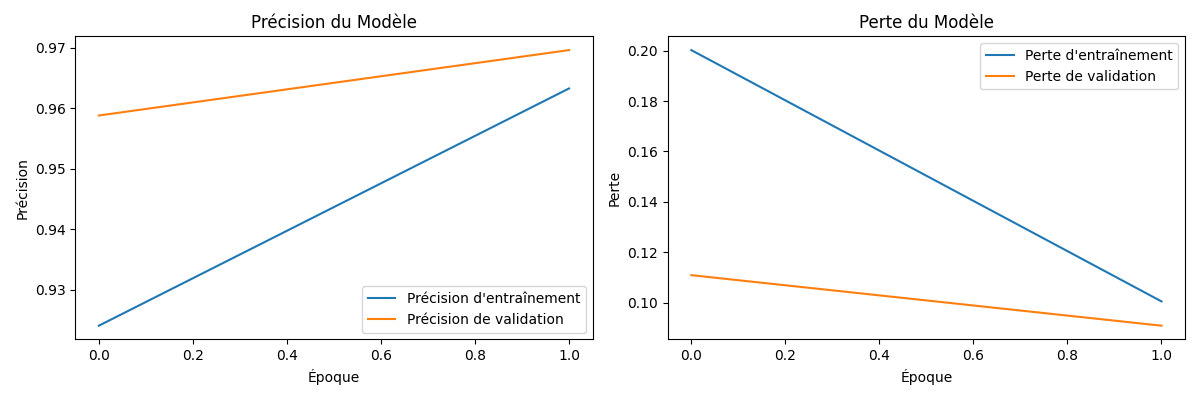 Précision du Modèle
0.97
0.96
0.95
0.94
0.93
Précision
Précision d'entraînement
Précision de validation
0.0 0.2 0.4 0.6 0.8 1.0
Époque
Perte du Modèle
0.20
0.18
0.16
0.14
0.12
0.10
Perte
Perte d'entraînement
Perte de validation
0.0 0.2 0.4 0.6 0.8 1.0
Époque